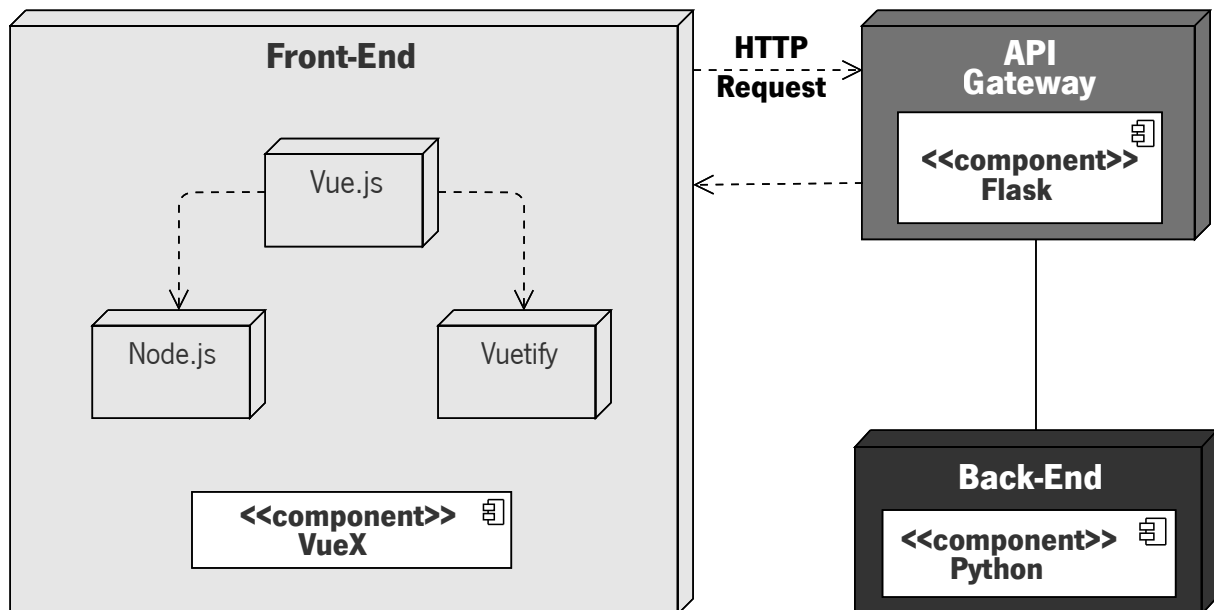 Front-End
Vue.js
Node.js
Vuetify
<<component>>
VueX
HTTP
Request
API
Gateway
<<component>>
Flask
Back-End
<<component>>
Python